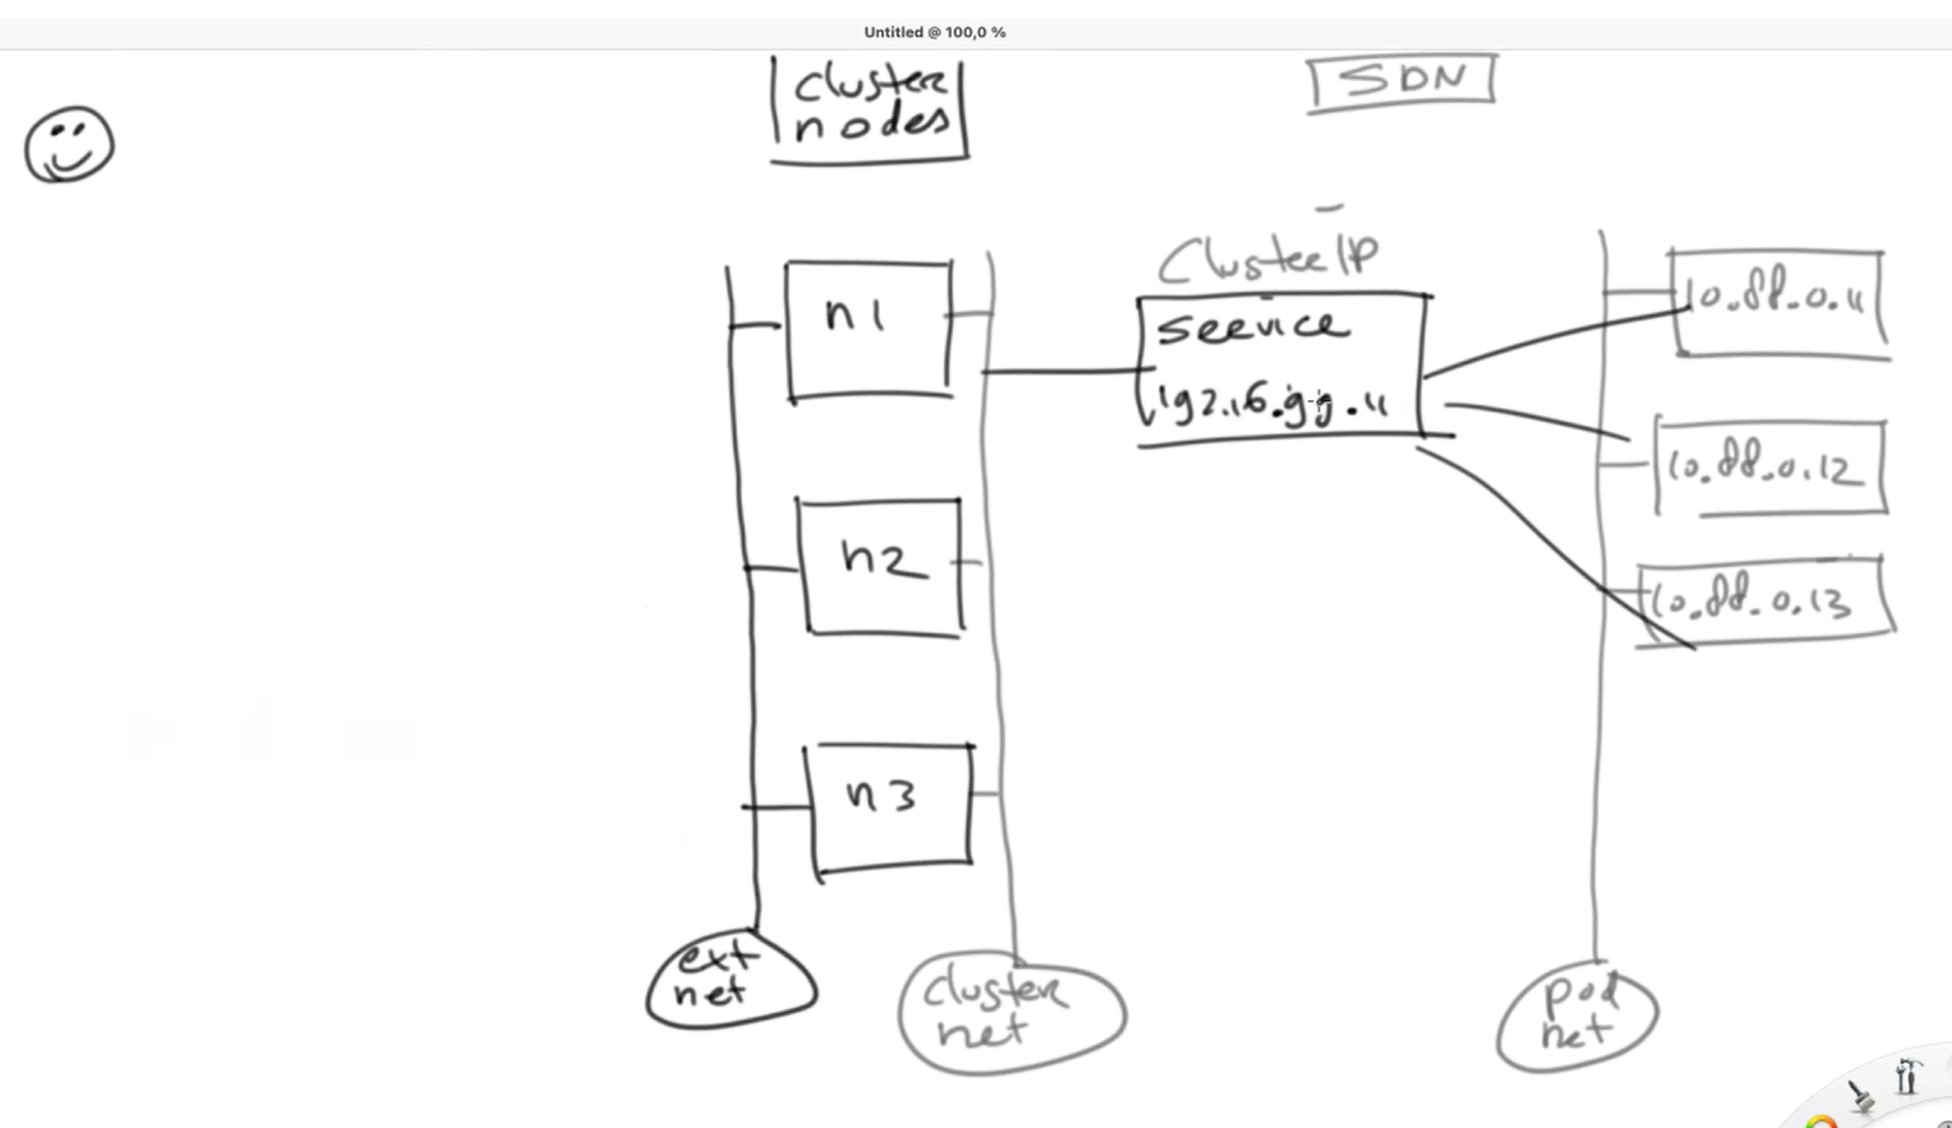 Untitled @ 100,0 %
cluster
nodes
SDN
ClusterIP
n1
service
192.16.99.11
10.88.0.11
10.88.0.12
n2
10.88.0.13
n3
ext
net
cluster
net
pod
net